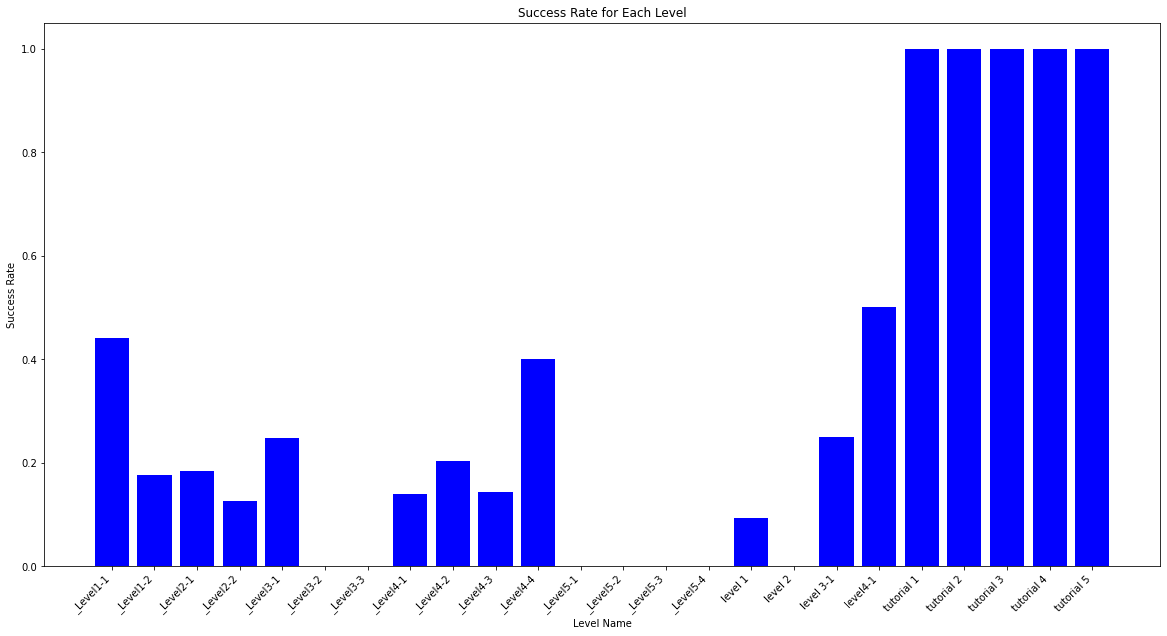 Success Rate for Each Level
1.0
0.8
0.6
0.4
0.2
0.0
Success Rate
_Level1-1
_Level1-2
_Level2-1
_Level2-2
_Level3-1
_Level3-2
_Level3-3
_Level4-1
_Level4-2
_Level4-3
_Level4-4
_Level5-1
_Level5-2
_Level5-3
_Level5-4
level 1
level 2
level 3-1
level4-1
tutorial 1
tutorial 2
tutorial 3
tutorial 4
tutorial 5
Level Name